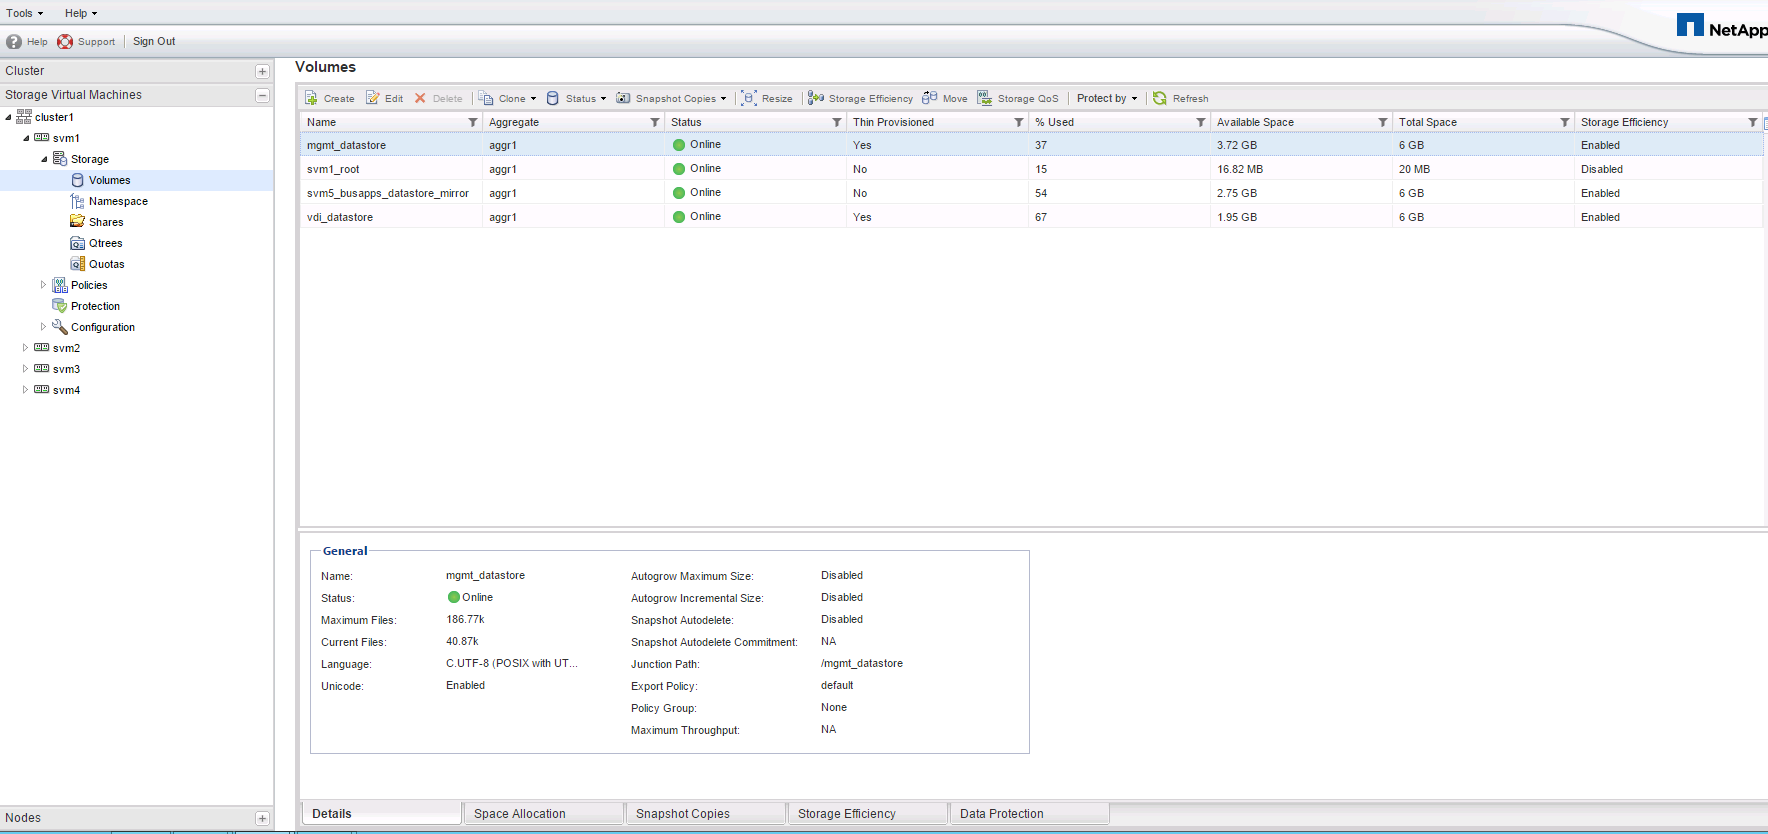 Tools Help
NetApp
Help Support Sign Out
Cluster
Storage Virtual Machines
cluster1
svm1
Storage
Volumes
Namespace
Shares
Qtrees
Quotas
Policies
Protection
Configuration
svm2
svm3
svm4
Nodes
Volumes
Create Edit Delete Clone Status Snapshot Copies Resize Storage Efficiency Move Storage QoS Protect by Refresh
Name Aggregate Status Thin Provisioned % Used Available Space Total Space Storage Efficiency
mgmt_datastore aggr1 Online Yes 37 3.72 GB 6 GB Enabled
svm1_root aggr1 Online No 15 16.82 MB 20 MB Disabled
svm5_busapps_datastore_mirror aggr1 Online No 54 2.75 GB 6 GB Enabled
vdi_datastore aggr1 Online Yes 67 1.95 GB 6 GB Enabled
General
Name: mgmt_datastore Autogrow Maximum Size: Disabled
Status: Online Autogrow Incremental Size: Disabled
Maximum Files: 186.77k Snapshot Autodelete: Disabled
Current Files: 40.87k Snapshot Autodelete Commitment: NA
Language: C.UTF-8 (POSIX with UT... Junction Path: /mgmt_datastore
Unicode: Enabled Export Policy: default
Policy Group: None
Maximum Throughput: NA
Details Space Allocation Snapshot Copies Storage Efficiency Data Protection